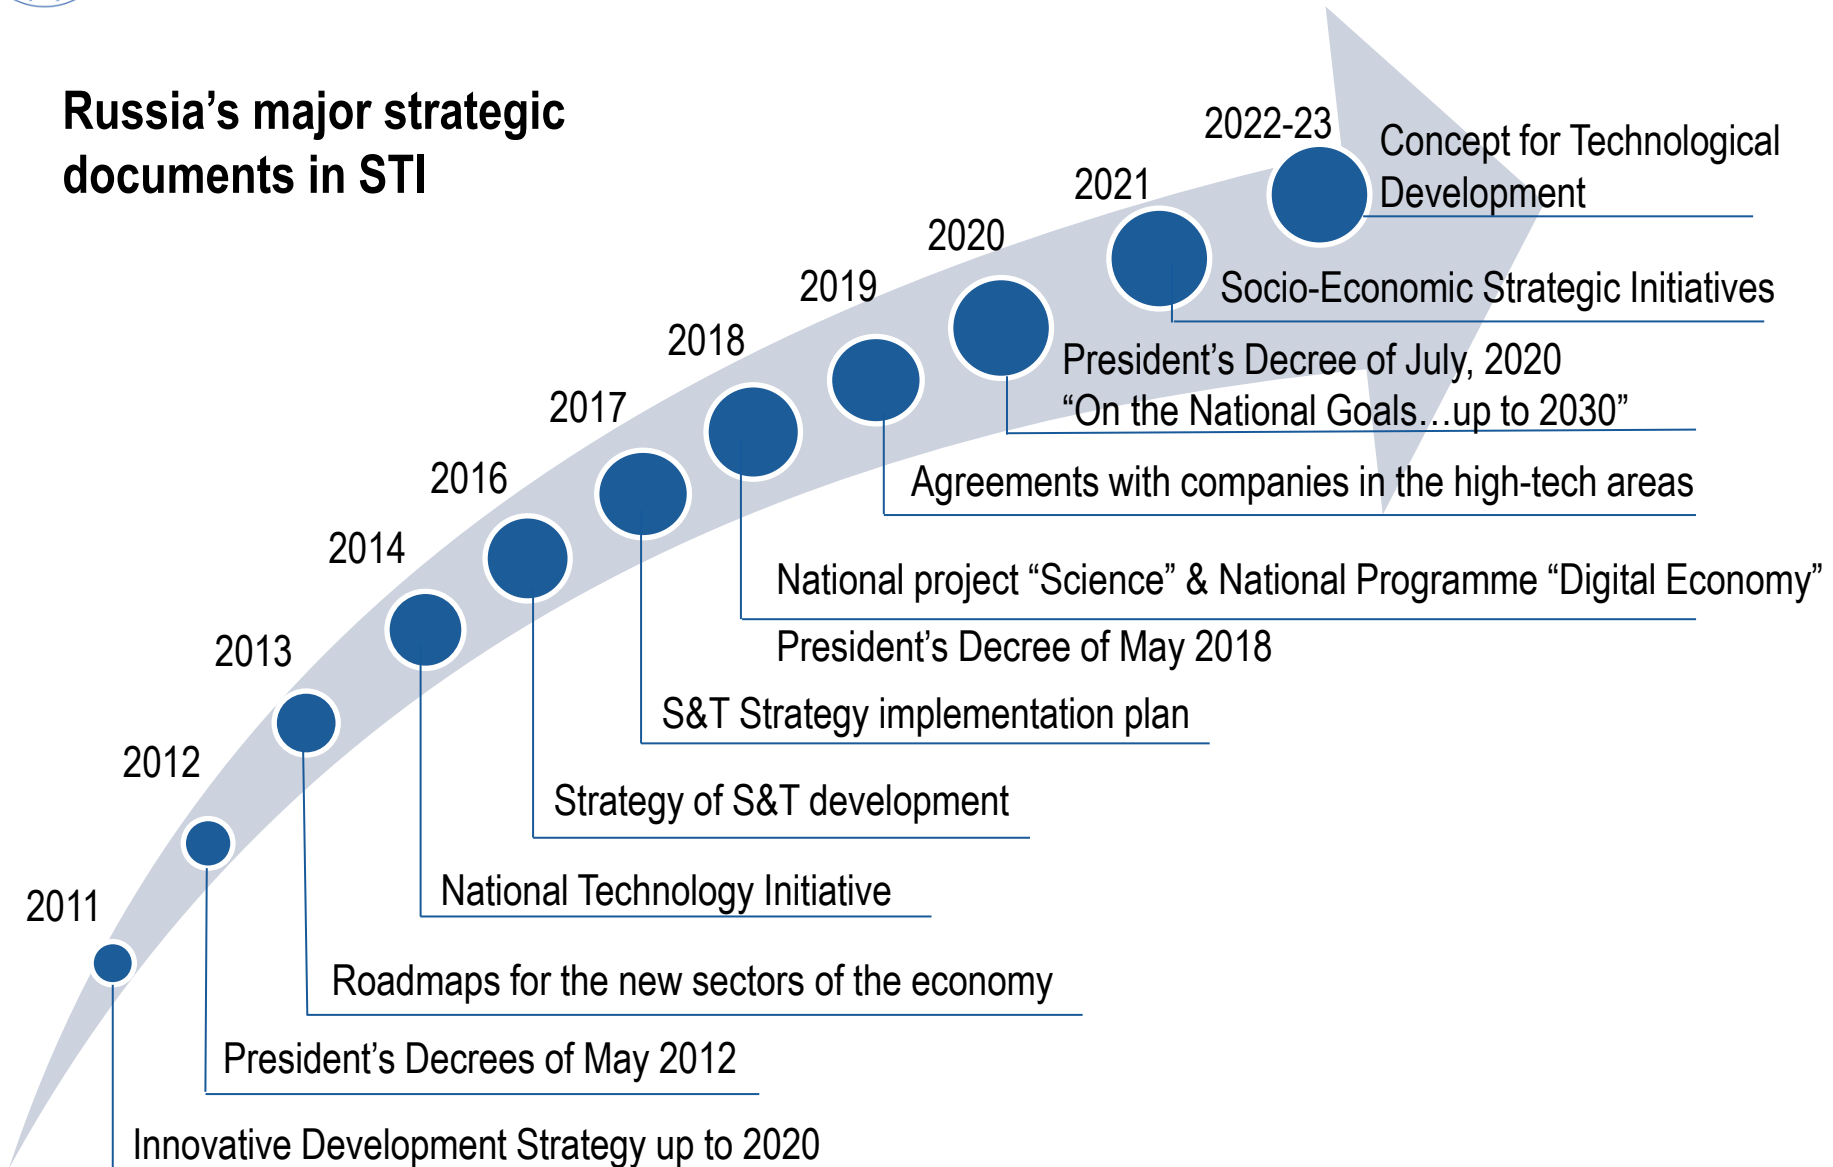 Russia’s major strategic
documents in STI
2022-23
Concept for Technological
Development
2021
Socio-Economic Strategic Initiatives
2020
President’s Decree of July, 2020
“On the National Goals…up to 2030”
2019
Agreements with companies in the high-tech areas
2018
National project “Science” & National Programme “Digital Economy”
President’s Decree of May 2018
2017
S&T Strategy implementation plan
2016
Strategy of S&T development
2014
National Technology Initiative
2013
Roadmaps for the new sectors of the economy
2012
President’s Decrees of May 2012
2011
Innovative Development Strategy up to 2020